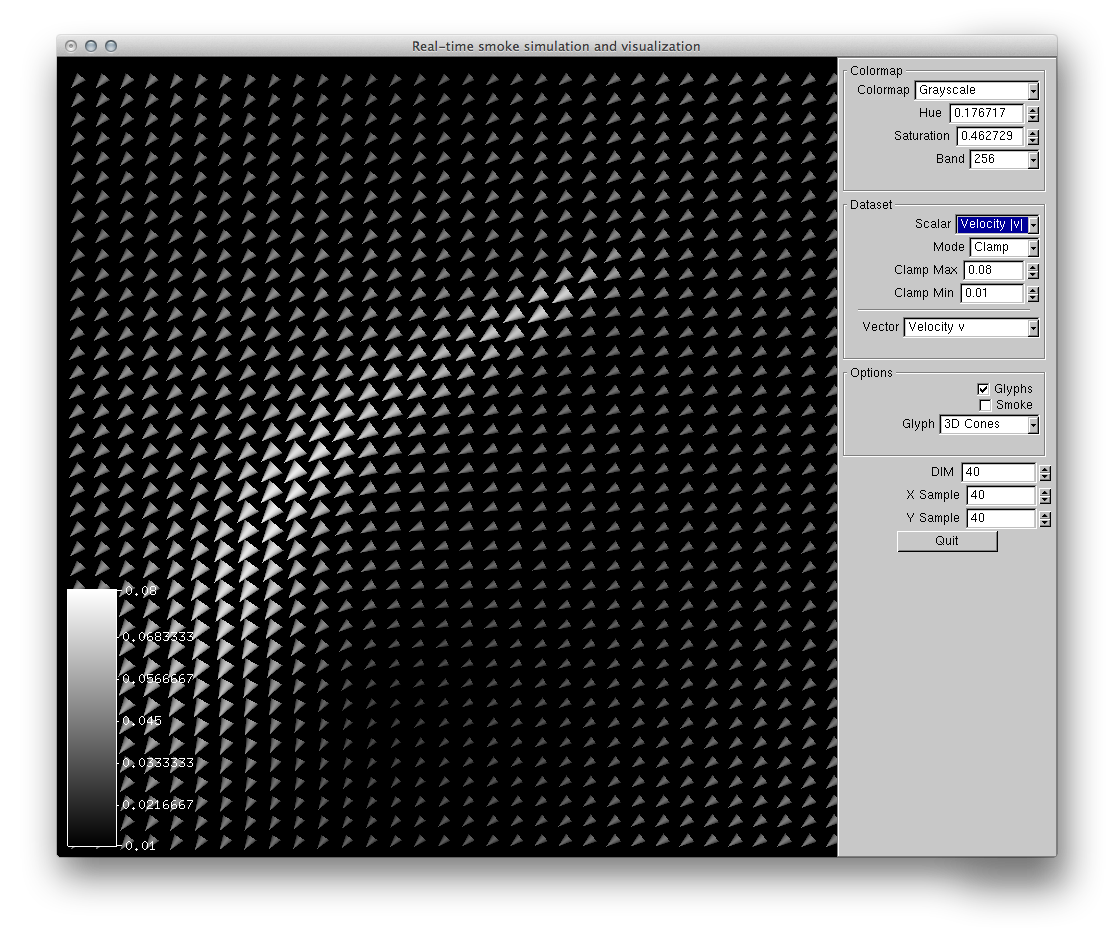 Real-time smoke simulation and visualization
Colormap
Colormap Grayscale
Hue 0.176717
Saturation 0.462729
Band 256
Dataset
Scalar Velocity |v|
Mode Clamp
Clamp Max 0.08
Clamp Min 0.01
Vector Velocity v
Options
Glyphs
Smoke
Glyph 3D Cones
DIM 40
X Sample 40
Y Sample 40
Quit
0.08
0.0683333
0.0566667
0.045
0.0333333
0.0216667
0.01